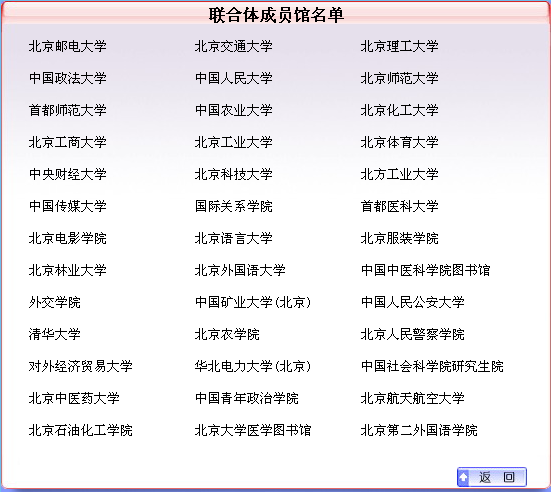 联合体成员馆名单
北京邮电大学 北京交通大学 北京理工大学
中国政法大学 中国人民大学 北京师范大学
首都师范大学 中国农业大学 北京化工大学
北京工商大学 北京工业大学 北京体育大学
中央财经大学 北京科技大学 北方工业大学
中国传媒大学 国际关系学院 首都医科大学
北京电影学院 北京语言大学 北京服装学院
北京林业大学 北京外国语大学 中国中医科学院图书馆
外交学院 中国矿业大学(北京) 中国人民公安大学
清华大学 北京农学院 北京人民警察学院
对外经济贸易大学 华北电力大学(北京) 中国社会科学院研究生院
北京中医药大学 中国青年政治学院 北京航天航空大学
北京石油化工学院 北京大学医学图书馆 北京第二外国语学院
返 回